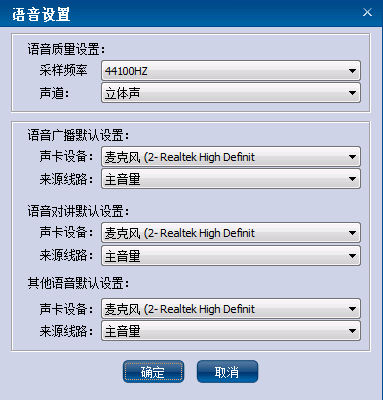 语音设置
语音质量设置：
采样频率 44100HZ
声道： 立体声
语音广播默认设置：
声卡设备： 麦克风 (2- Realtek High Definit
来源线路： 主音量
语音对讲默认设置：
声卡设备： 麦克风 (2- Realtek High Definit
来源线路： 主音量
其他语音默认设置：
声卡设备： 麦克风 (2- Realtek High Definit
来源线路： 主音量
确定 取消